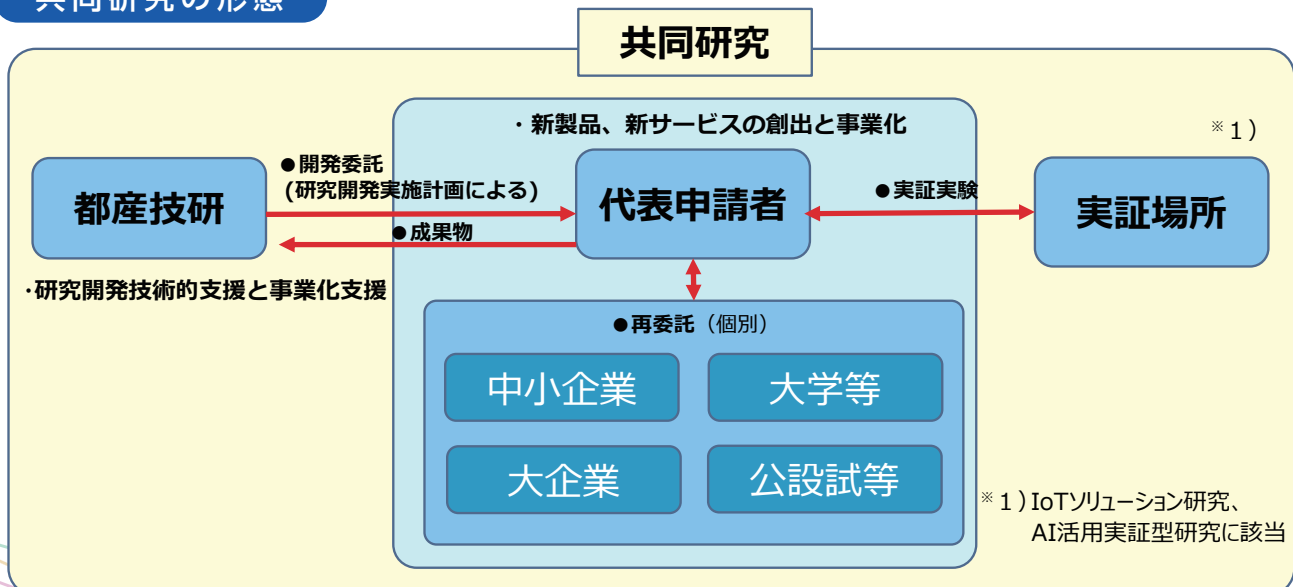 共同研究の形態
共同研究
・新製品、新サービスの創出と事業化
※1)
●開発委託
(研究開発実施計画による)
都産技研
代表申請者
●実証実験
実証場所
●成果物
・研究開発技術的支援と事業化支援
●再委託（個別）
中小企業
大学等
大企業
公設試等
※1)IoTソリューション研究、
AI活用実証型研究に該当